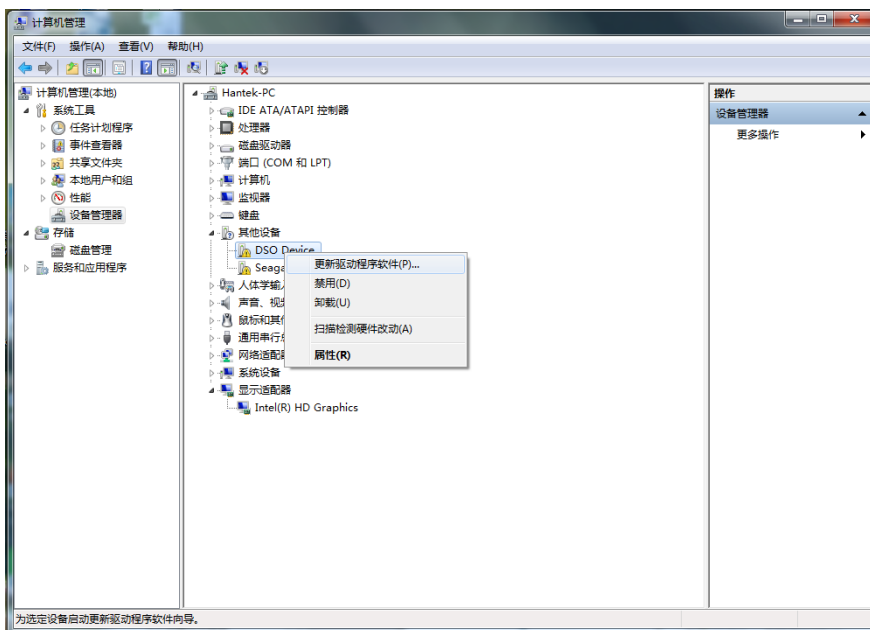 计算机管理
文件(F) 操作(A) 查看(V) 帮助(H)
计算机管理(本地)
系统工具
任务计划程序
事件查看器
共享文件夹
本地用户和组
性能
设备管理器
存储
磁盘管理
服务和应用程序
Hantek-PC
IDE ATA/ATAPI 控制器
处理器
磁盘驱动器
端口 (COM 和 LPT)
计算机
监视器
键盘
其他设备
DSO Device
Seaga
人体学输
声音、视
鼠标和其
通用串行
网络适配
系统设备
显示适配器
Intel(R) HD Graphics
更新驱动程序软件(P)...
禁用(D)
卸载(U)
扫描检测硬件改动(A)
属性(R)
操作
设备管理器
更多操作
为选定设备启动更新驱动程序软件向导。